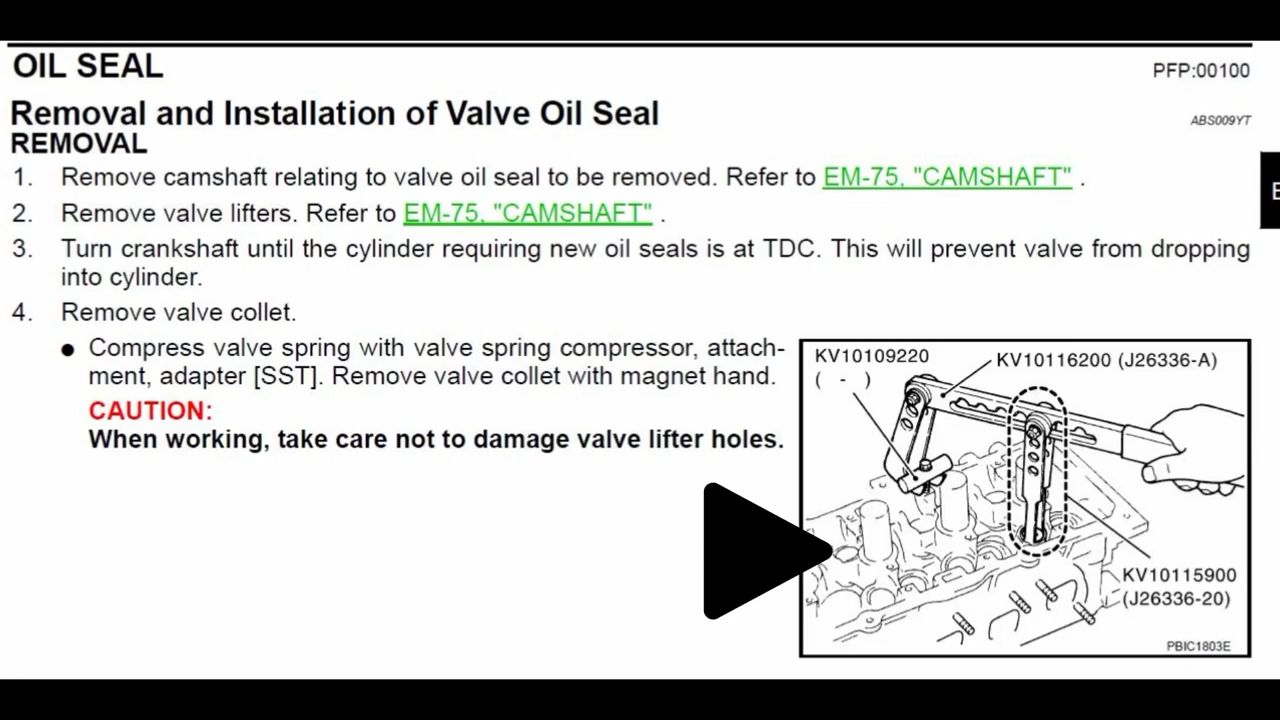 OIL SEAL
PFP:00100
Removal and Installation of Valve Oil Seal
ABS009YT
REMOVAL
1. Remove camshaft relating to valve oil seal to be removed. Refer to EM-75, "CAMSHAFT" .
2. Remove valve lifters. Refer to EM-75, "CAMSHAFT" .
3. Turn crankshaft until the cylinder requiring new oil seals is at TDC. This will prevent valve from dropping
into cylinder.
4. Remove valve collet.
● Compress valve spring with valve spring compressor, attach-
ment, adapter [SST]. Remove valve collet with magnet hand.
CAUTION:
When working, take care not to damage valve lifter holes.
KV10109220
( - )
KV10116200 (J26336-A)
KV10115900
(J26336-20)
PBIC1803E
E